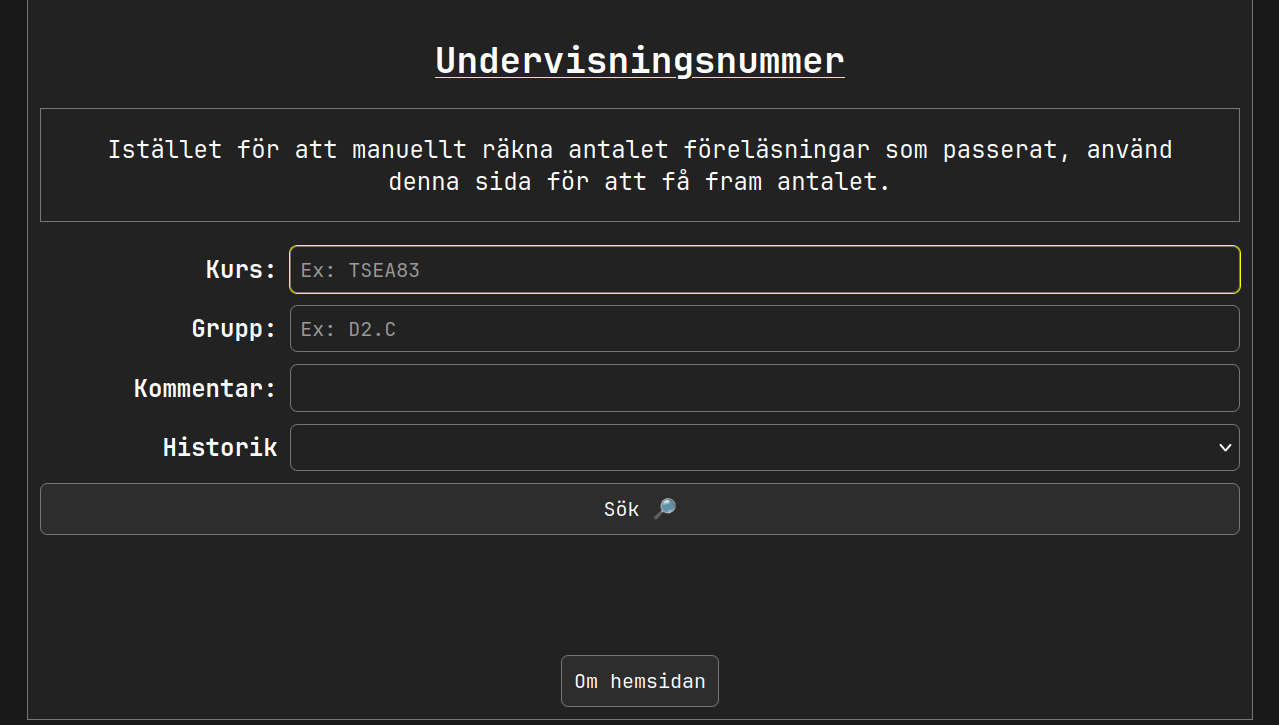 Undervisningsnummer
Istället för att manuellt räkna antalet föreläsningar som passerat, använd
denna sida för att få fram antalet.
Kurs: Ex: TSEA83
Grupp: Ex: D2.C
Kommentar:
Historik
Sök 🔎
Om hemsidan